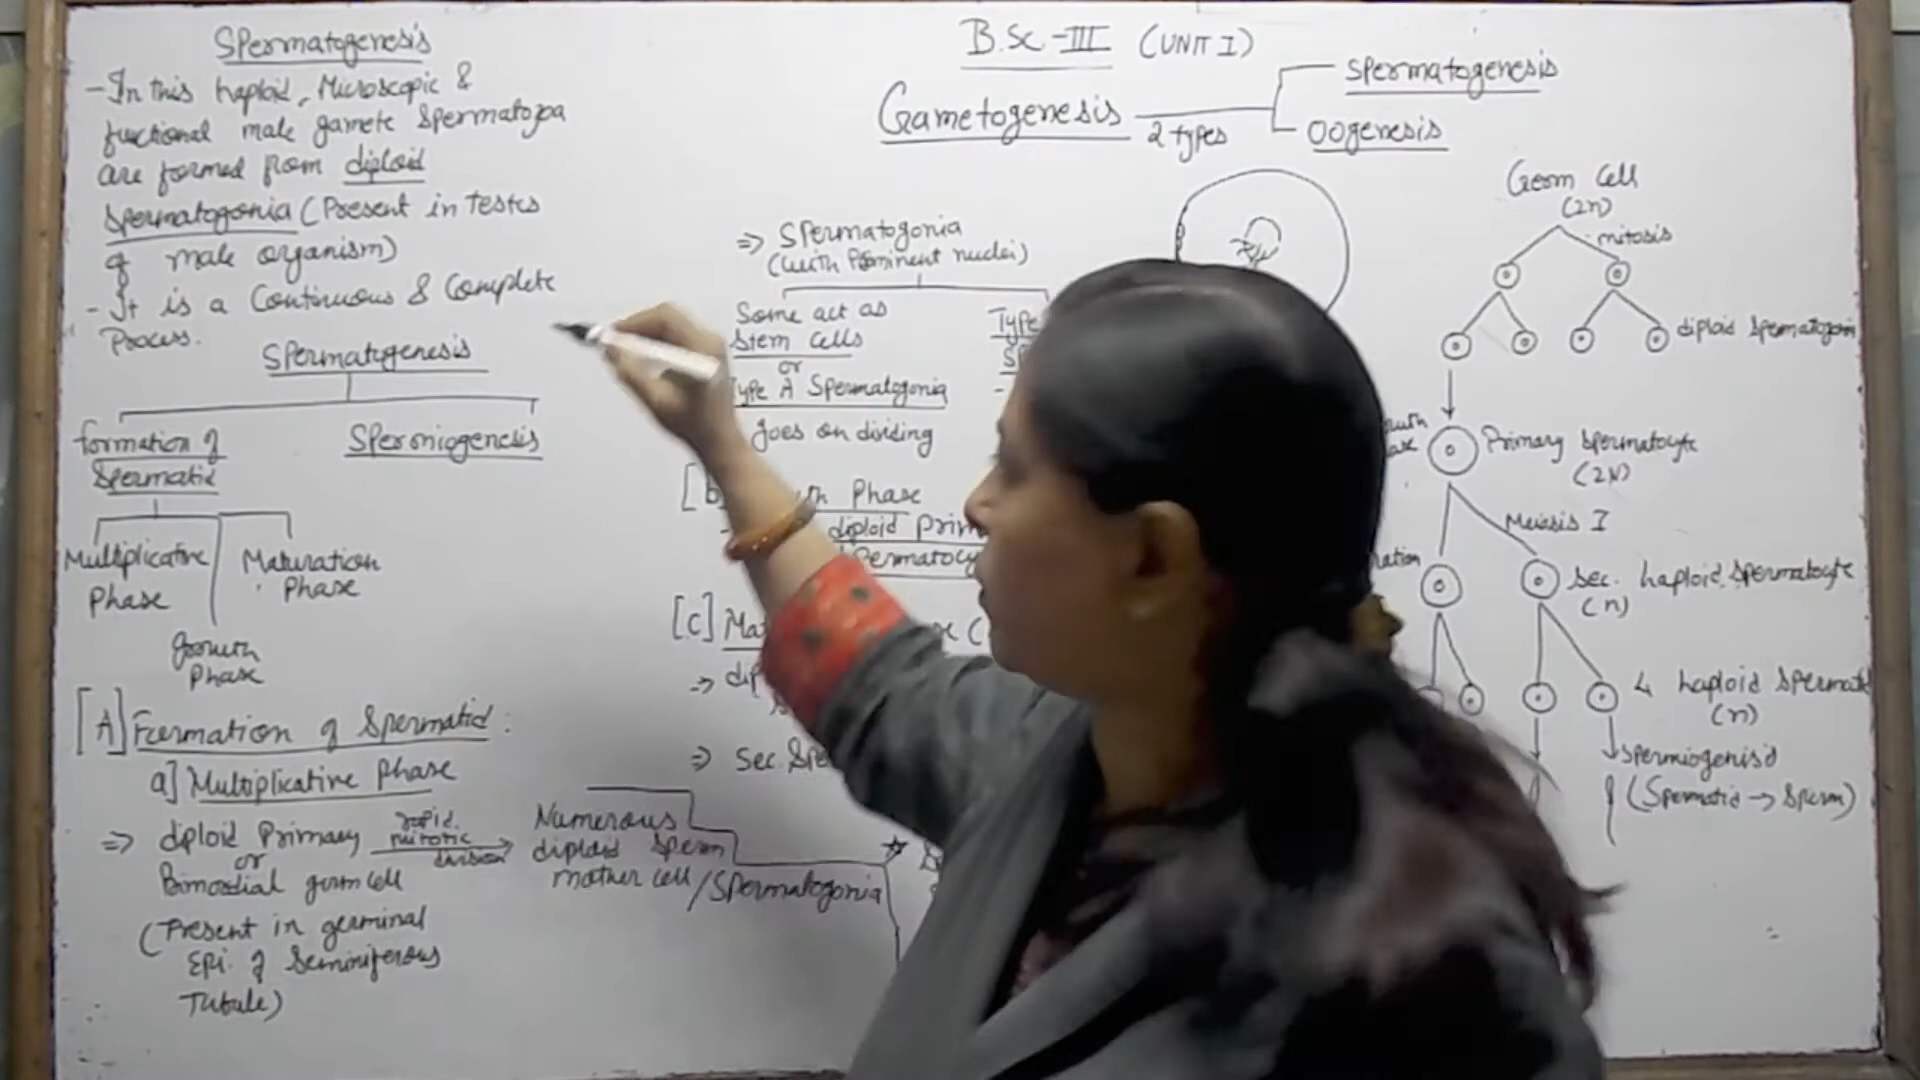 Spermatogenesis
- In this haploid, Microscopic &
functional male gamete Spermatozoa
are formed from diploid
Spermatogonia (Present in testes
of male organism)
- It is a Continuous & Complete
Process.
Spermatogenesis
formation of
Spermatid
Spermiogenesis
Multiplicative
Phase
Maturation
Phase
Growth
Phase
[A] Formation of Spermatid :
a] Multiplicative Phase
=> diploid Primary
or
Primordial germ cell
rapid
mitotic
division
(Present in germinal
Epi. of Seminiferous
Tubule)
Numerous
diploid Sperm
mother cell / Spermatogonia
B.Sc.-III (UNIT I)
Gametogenesis
2 types
Spermatogenesis
Oogenesis
=> Spermatogonia
(with Prominent nuclei)
Some act as
Stem Cells
or
Type A Spermatogonia
goes on dividing
Type
Phase
diploid
[C]
=> Sec.
Germ Cell
(2n)
mitosis
diploid
Primary Spermatocyte
(2N)
Meiosis I
Sec. haploid Spermatocyte
(n)
4 haploid
(n)
Spermiogenisis
(Spermatid -> Sperm)